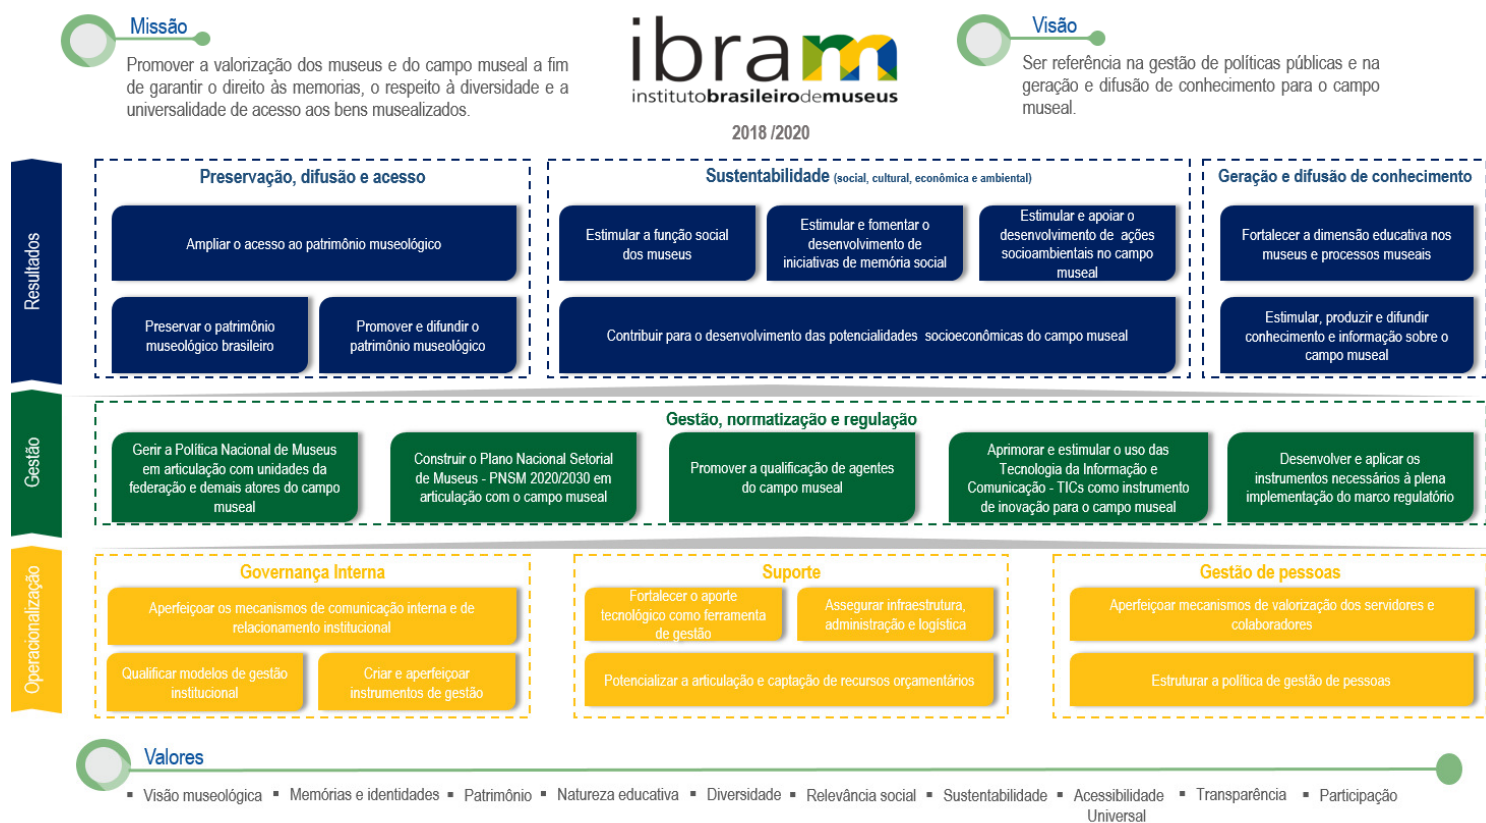 Missão
Promover a valorização dos museus e do campo museal a fim
de garantir o direito às memorias, o respeito à diversidade e a
universalidade de acesso aos bens musealizados.
ibram
institutobrasileirodemuseus
2018 /2020
Visão
Ser referência na gestão de políticas públicas e na
geração e difusão de conhecimento para o campo
museal.
Resultados
Preservação, difusão e acesso
Ampliar o acesso ao patrimônio museológico
Preservar o patrimônio
museológico brasileiro
Promover e difundir o
patrimônio museológico
Sustentabilidade (social, cultural, econômica e ambiental)
Estimular a função social
dos museus
Estimular e fomentar o
desenvolvimento de
iniciativas de memória social
Estimular e apoiar o
desenvolvimento de ações
socioambientais no campo
museal
Contribuir para o desenvolvimento das potencialidades socioeconômicas do campo museal
Geração e difusão de conhecimento
Fortalecer a dimensão educativa nos
museus e processos museais
Estimular, produzir e difundir
conhecimento e informação sobre o
campo museal
Gestão
Gestão, normatização e regulação
Gerir a Política Nacional de Museus
em articulação com unidades da
federação e demais atores do campo
museal
Construir o Plano Nacional Setorial
de Museus - PNSM 2020/2030 em
articulação com o campo museal
Promover a qualificação de agentes
do campo museal
Aprimorar e estimular o uso das
Tecnologia da Informação e
Comunicação - TICs como instrumento
de inovação para o campo museal
Desenvolver e aplicar os
instrumentos necessários à plena
implementação do marco regulatório
Operacionalização
Governança Interna
Aperfeiçoar os mecanismos de comunicação interna e de
relacionamento institucional
Qualificar modelos de gestão
institucional
Criar e aperfeiçoar
instrumentos de gestão
Suporte
Fortalecer o aporte
tecnológico como ferramenta
de gestão
Assegurar infraestrutura,
administração e logística
Potencializar a articulação e captação de recursos orçamentários
Gestão de pessoas
Aperfeiçoar mecanismos de valorização dos servidores e
colaboradores
Estruturar a política de gestão de pessoas
Valores
▪ Visão museológica ▪ Memórias e identidades ▪ Patrimônio ▪ Natureza educativa ▪ Diversidade ▪ Relevância social ▪ Sustentabilidade ▪ Acessibilidade Universal ▪ Transparência ▪ Participação